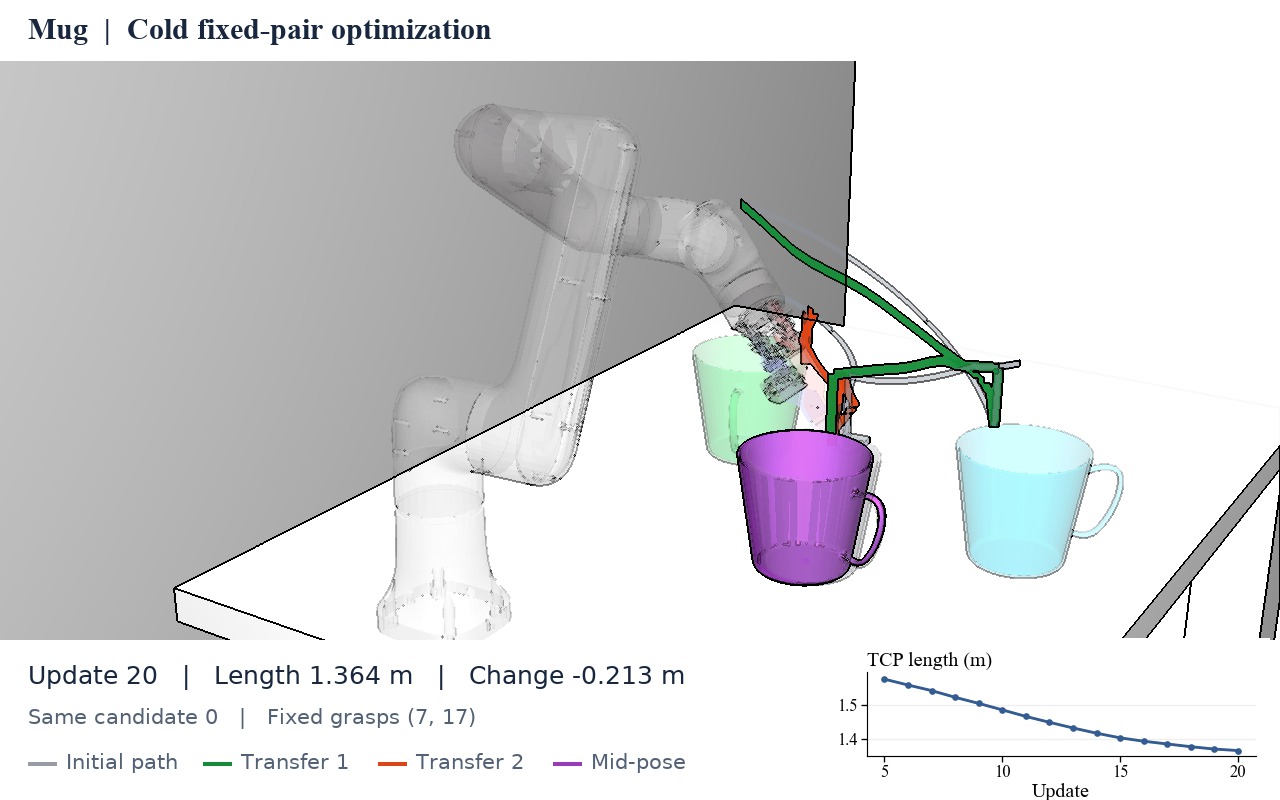 Mug | Cold fixed-pair optimization
Update 20 | Length 1.364 m | Change -0.213 m
Same candidate 0 | Fixed grasps (7, 17)
Initial path Transfer 1 Transfer 2 Mid-pose
TCP length (m)
1.5
1.4
5 10 15 20
Update